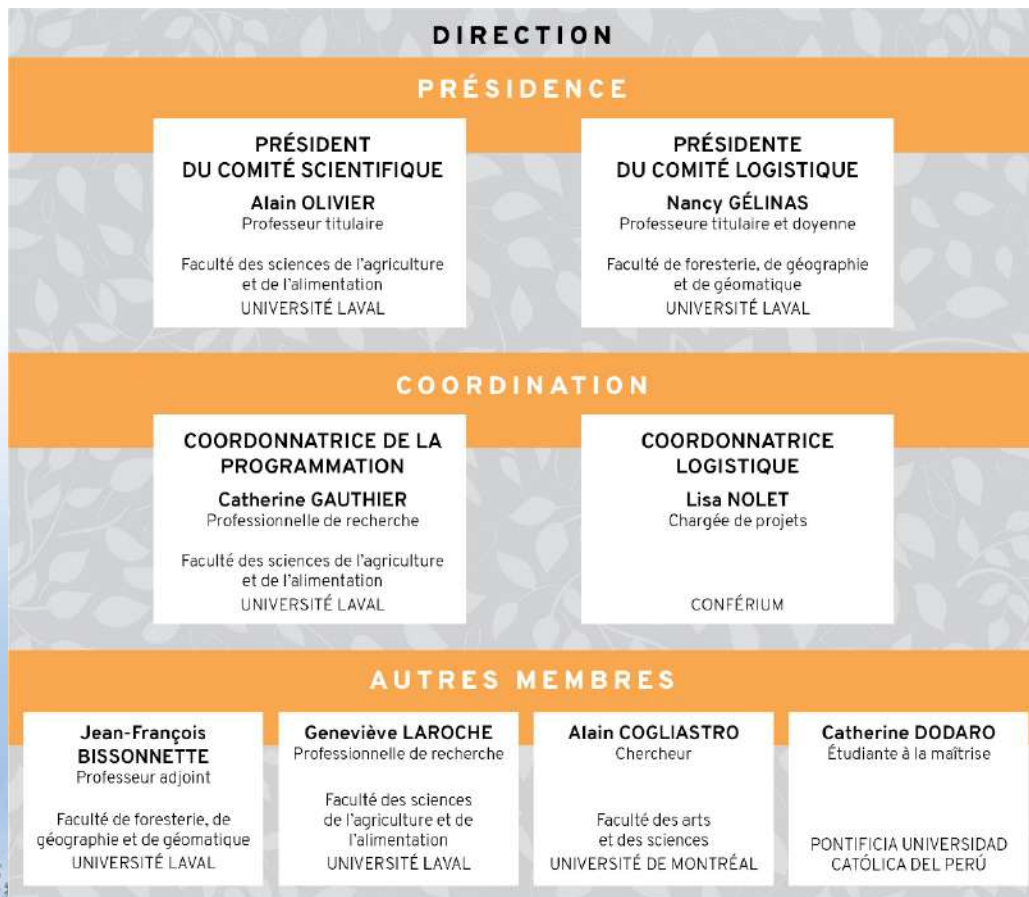 DIRECTION
PRÉSIDENCE
PRÉSIDENT
DU COMITÉ SCIENTIFIQUE
Alain OLIVIER
Professeur titulaire
Faculté des sciences de l'agriculture
et de l'alimentation
UNIVERSITÉ LAVAL
PRÉSIDENTE
DU COMITÉ LOGISTIQUE
Nancy GÉLINAS
Professeure titulaire et doyenne
Faculté de foresterie, de géographie
et de géomatique
UNIVERSITÉ LAVAL
COORDINATION
COORDONNATRICE DE LA
PROGRAMMATION
Catherine GAUTHIER
Professionnelle de recherche
Faculté des sciences de l'agriculture
et de l'alimentation
UNIVERSITÉ LAVAL
COORDONNATRICE
LOGISTIQUE
Lisa NOLET
Chargée de projets
CONFÉRIUM
AUTRES MEMBRES
Jean-François
BISSONNETTE
Professeur adjoint
Faculté de foresterie, de
géographie et de géomatique
UNIVERSITÉ LAVAL
Geneviève LAROCHE
Professionnelle de recherche
Faculté des sciences
de l'agriculture et de
l'alimentation
UNIVERSITÉ LAVAL
Alain COGLIASTRO
Chercheur
Faculté des arts
et des sciences
UNIVERSITÉ DE MONTRÉAL
Catherine DODARO
Étudiante à la maîtrise
PONTIFICIA UNIVERSIDAD
CATÓLICA DEL PERÚ